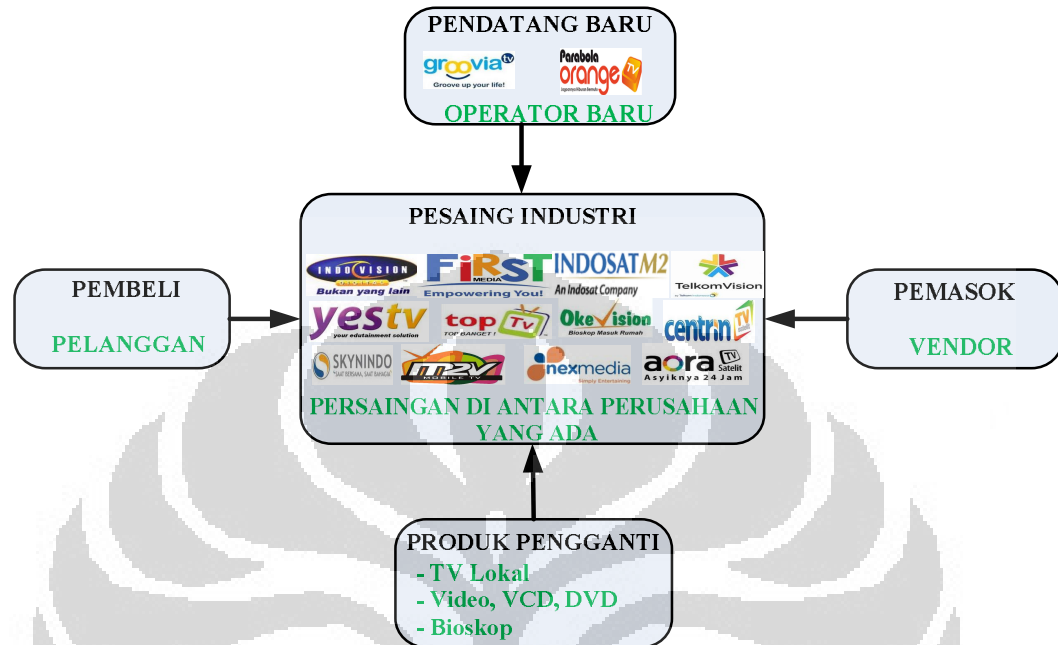 PENDATANG BARU
groovia tv
Groove up your life!
Parabola
orange TV
OPERATOR BARU
PESAING INDUSTRI
INDOVISION
Bukan yang lain
FiRST
MEDIA
Empowering You!
INDOSAT M2
An Indosat Company
TelkomVision
yestv
your edutainment solution
top Tv
TOP BANGET !
Oke Vision
Bioskop Masuk Rumah
centrin TV
SKYNINDO
m2v
MOBILE TV
nexmedia
Simply Entertaining
aora TV
Satelit
Asyiknya 24 Jam
PERSAINGAN DI ANTARA PERUSAHAAN
YANG ADA
PEMBELI
PELANGGAN
PEMASOK
VENDOR
PRODUK PENGGANTI
- TV Lokal
- Video, VCD, DVD
- Bioskop